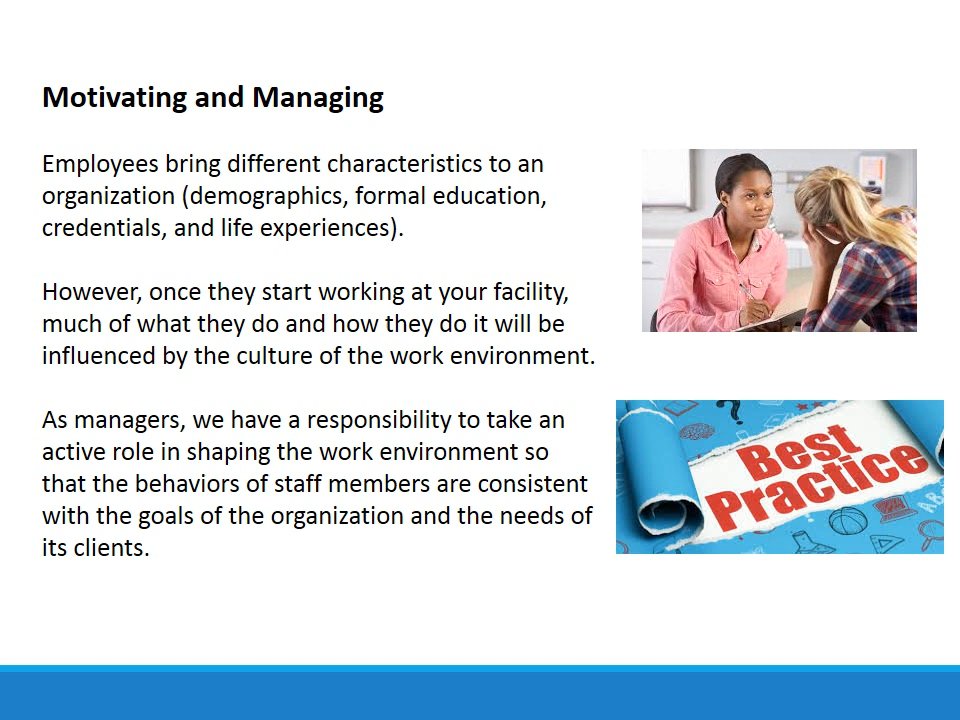 Motivating and Managing
Employees bring different characteristics to an
organization (demographics, formal education,
credentials, and life experiences).
However, once they start working at your facility,
much of what they do and how they do it will be
influenced by the culture of the work environment.
As managers, we have a responsibility to take an
active role in shaping the work environment so
that the behaviors of staff members are consistent
with the goals of the organization and the needs of
its clients.
Best
Practice
?
AB